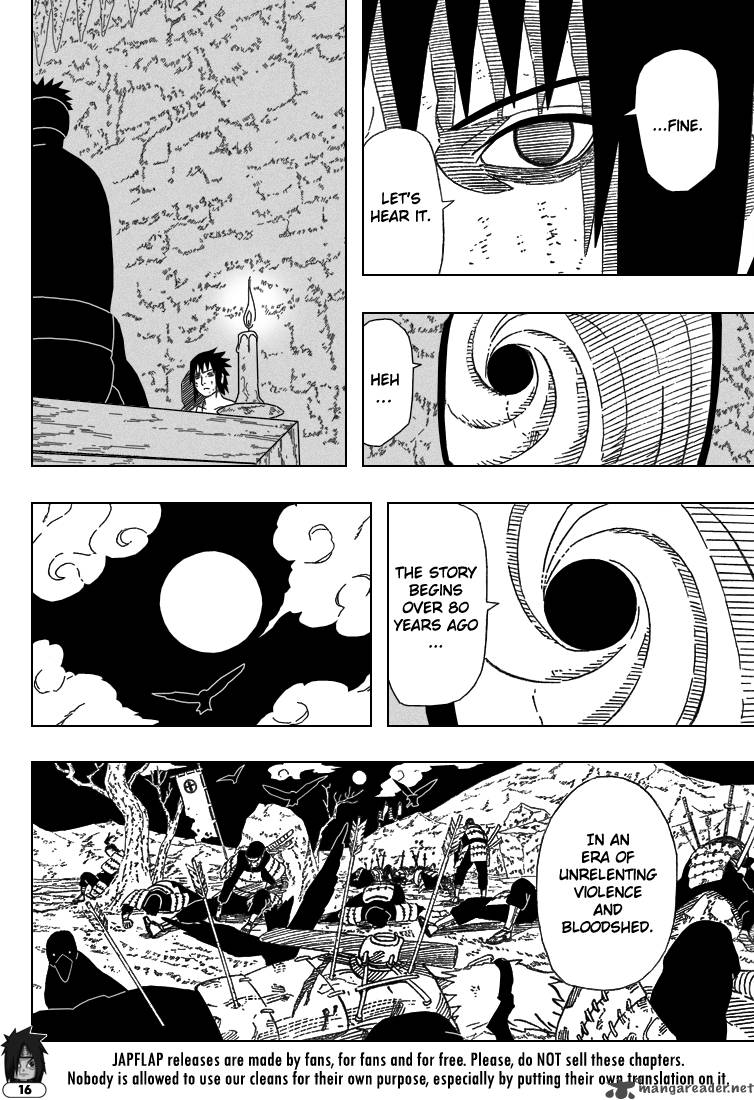 ...FINE.
LET'S
HEAR IT.
HEH
...
THE STORY
BEGINS
OVER 80
YEARS AGO
...
IN AN
ERA OF
UNRELENTING
VIOLENCE
AND
BLOODSHED.
JAPFLAP releases are made by fans, for fans and for free. Please, do NOT sell these chapters.
Nobody is allowed to use our cleans for their own purpose, especially by putting their own translation on it.
16
mangareader.net